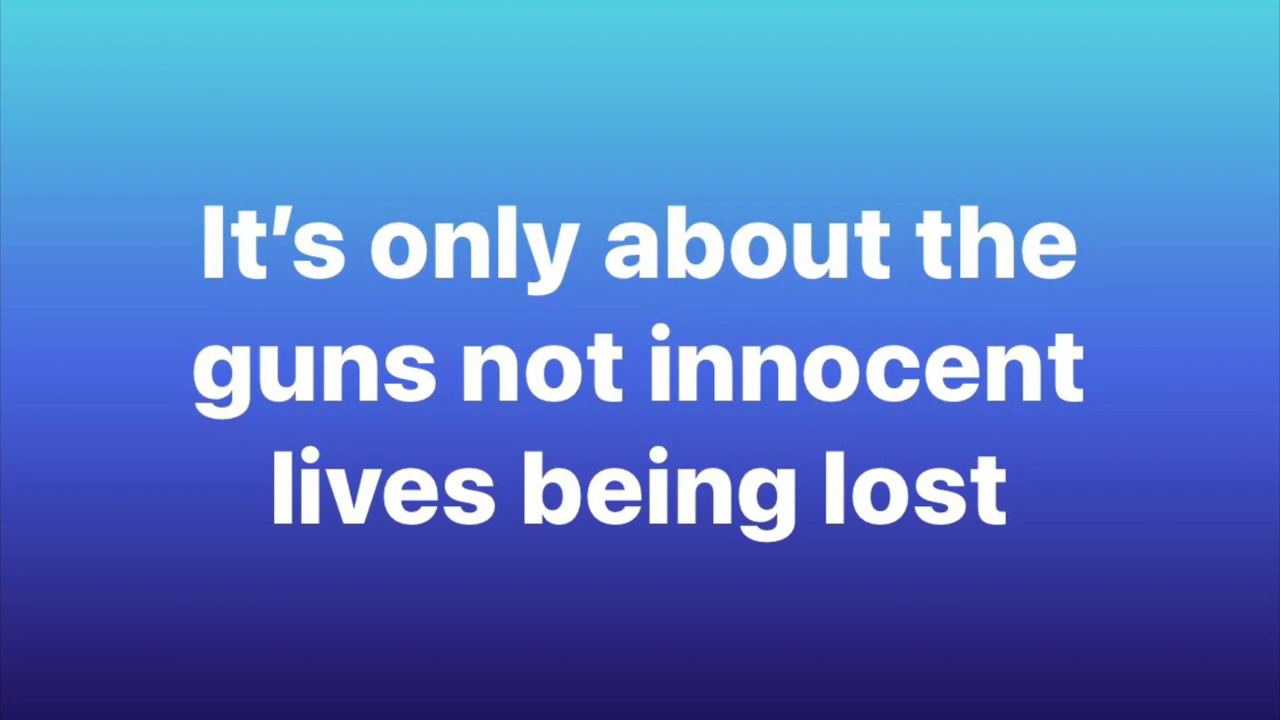 It’s only about the
guns not innocent
lives being lost